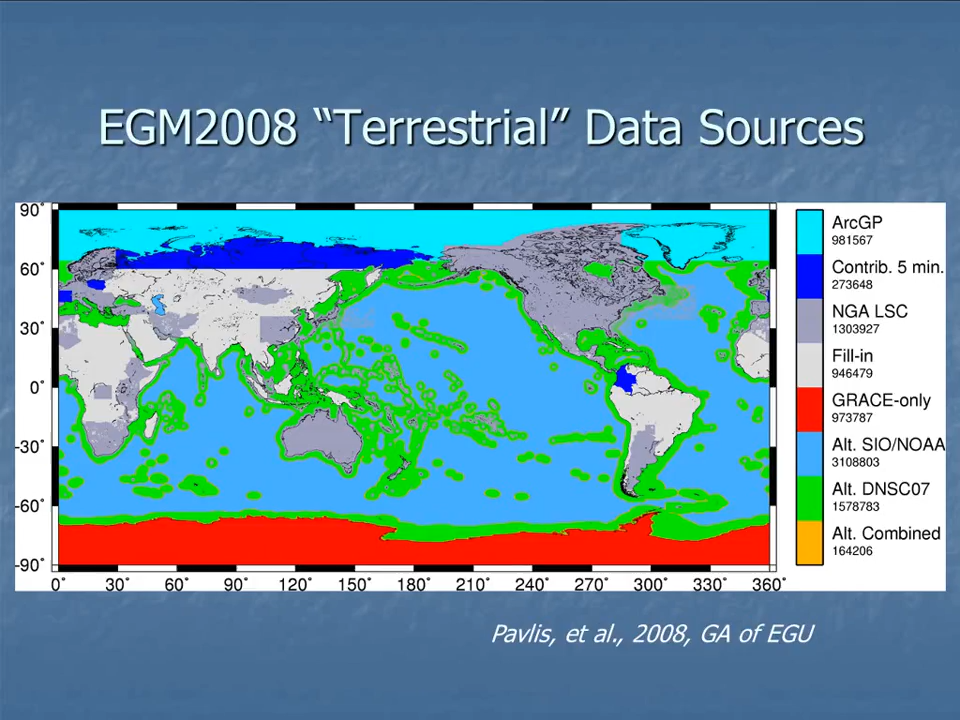 EGM2008 “Terrestrial” Data Sources
90°
60°
30°
0°
-30°
-60°
-90°
0° 30° 60° 90° 120° 150° 180° 210° 240° 270° 300° 330° 360°
ArcGP
981567
Contrib. 5 min.
273648
NGA LSC
1303927
Fill-in
946479
GRACE-only
973787
Alt. SIO/NOAA
3108803
Alt. DNSC07
1578783
Alt. Combined
164206
Pavlis, et al., 2008, GA of EGU